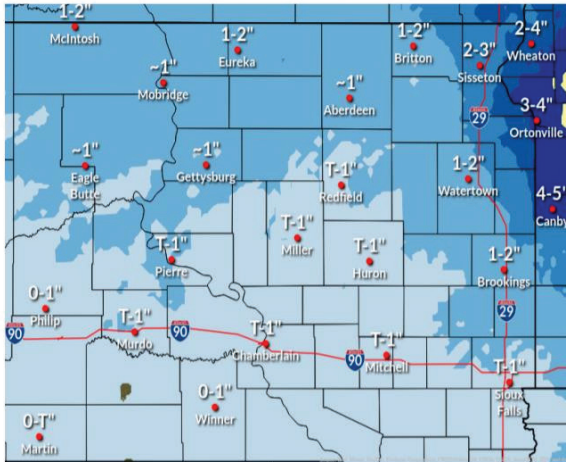 1-2"
McIntosh
1-2"
Eureka
1-2"
Britton
2-4"
Wheaton
2-3"
Sisseton
~1"
Mobridge
~1"
Aberdeen
29
3-4"
Ortonville
~1"
Eagle
Butte
~1"
Gettysburg
T-1"
Redfield
1-2"
Watertown
4-5"
Canby
T-1"
Miller
T-1"
Pierre
T-1"
Huron
1-2"
Brookings
0-1"
Philip
29
90
T-1"
Murdo
90
T-1"
Chamberlain
90
T-1"
Mitchell
T-1"
Sioux
Falls
0-1"
Winner
0-T"
Martin